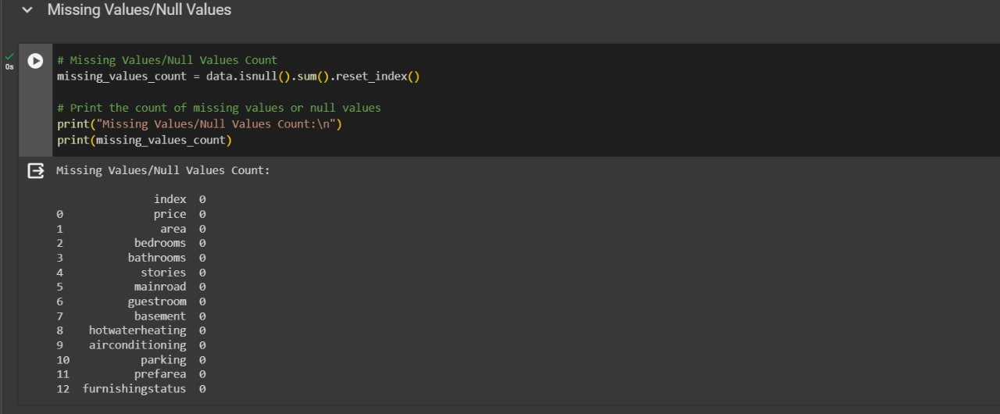 Missing Values/Null Values
0s
# Missing Values/Null Values Count
missing_values_count = data.isnull().sum().reset_index()
# Print the count of missing values or null values
print("Missing Values/Null Values Count:\n")
print(missing_values_count)
Missing Values/Null Values Count:
index 0
0 price 0
1 area 0
2 bedrooms 0
3 bathrooms 0
4 stories 0
5 mainroad 0
6 guestroom 0
7 basement 0
8 hotwaterheating 0
9 airconditioning 0
10 parking 0
11 prefarea 0
12 furnishingstatus 0